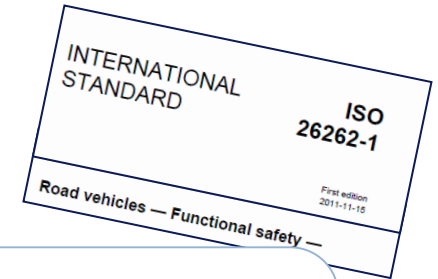 INTERNATIONAL
STANDARD
ISO
26262-1
First edition
2011-11-15
Road vehicles — Functional safety —